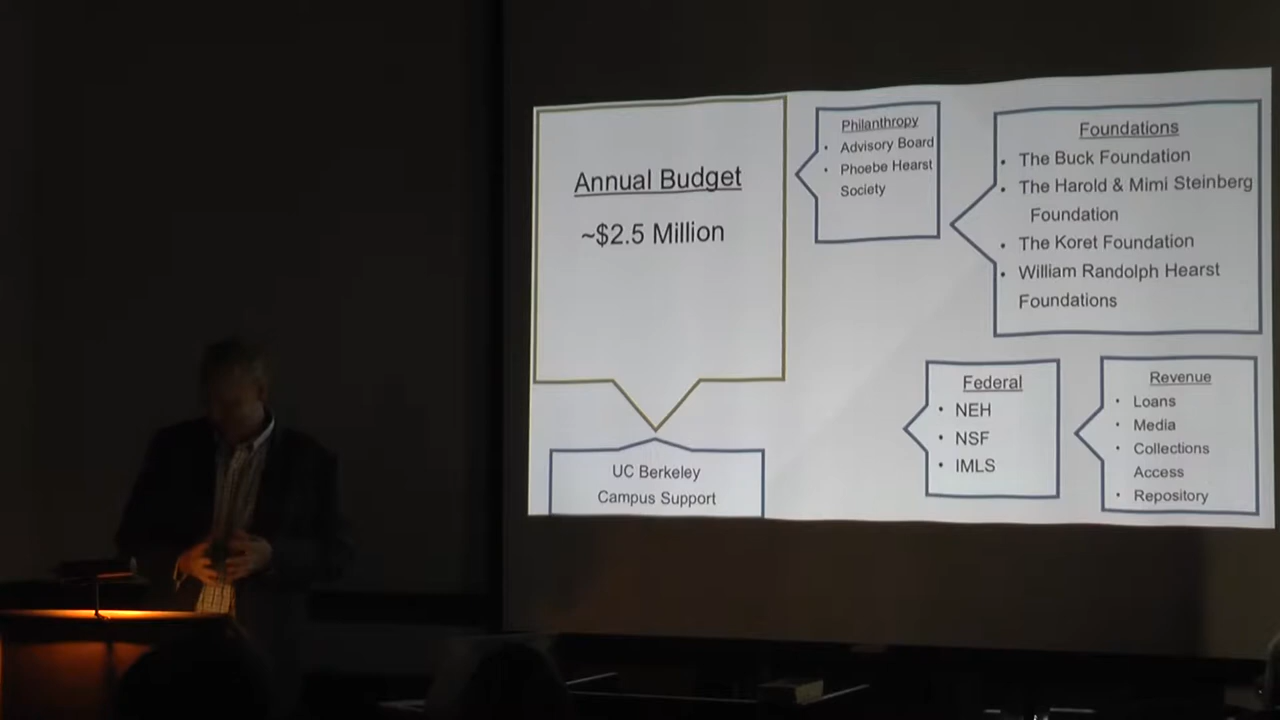 Annual Budget
~$2.5 Million
UC Berkeley
Campus Support
Philanthropy
• Advisory Board
• Phoebe Hearst
Society
Foundations
• The Buck Foundation
• The Harold & Mimi Steinberg
Foundation
• The Koret Foundation
• William Randolph Hearst
Foundations
Federal
• NEH
• NSF
• IMLS
Revenue
• Loans
• Media
• Collections
Access
• Repository